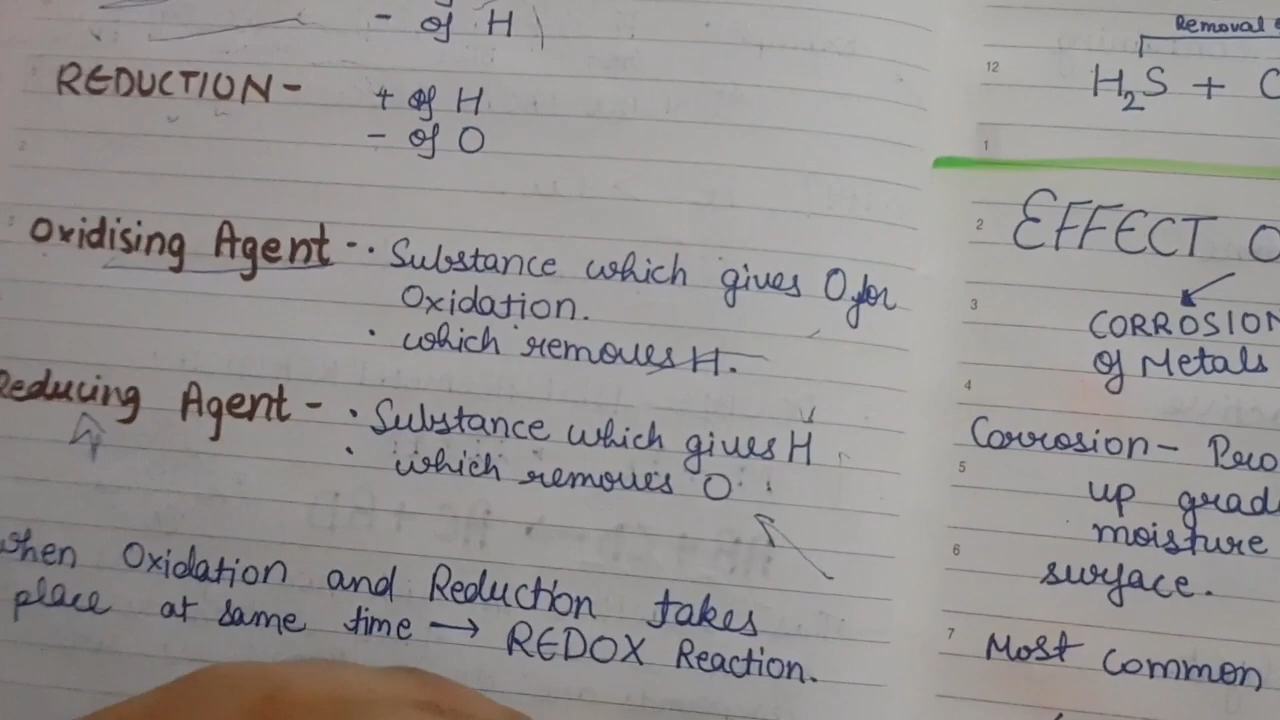 - of H
REDUCTION - + of H
- of O
Oxidising Agent - · Substance which gives O for
Oxidation.
· which removes H.
Reducing Agent - · Substance which gives H
· which removes O
when Oxidation and Reduction takes
place at same time → REDOX Reaction.
Removal
12
H₂S + C
1
2
EFFECT O
3
CORROSION
of Metals
4
Corrosion -
5
up grad
moisture
6
surface.
7
Most common